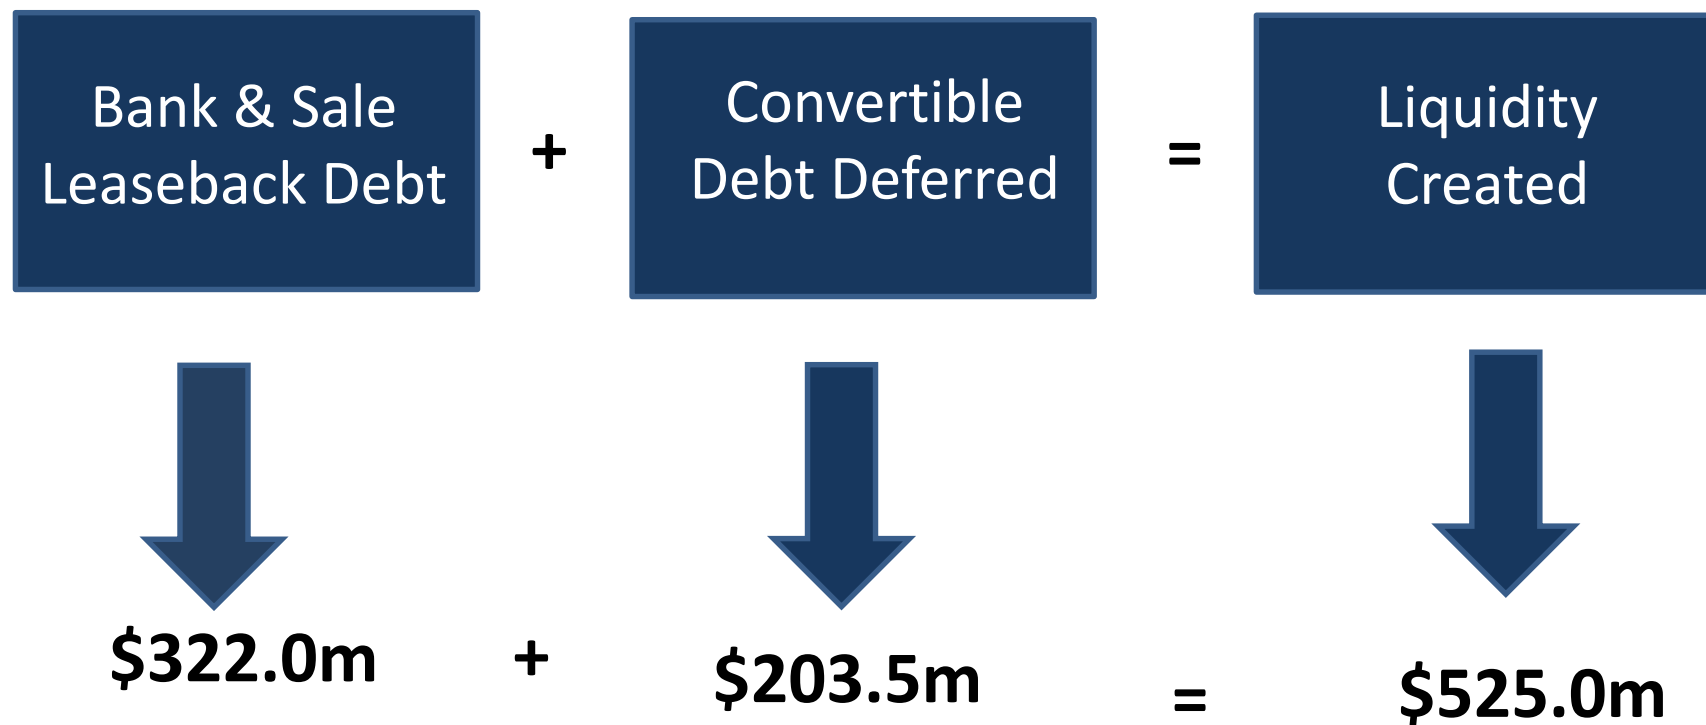 Bank & Sale
Leaseback Debt
+
Convertible
Debt Deferred
=
Liquidity
Created
$322.0m
+
$203.5m
=
$525.0m